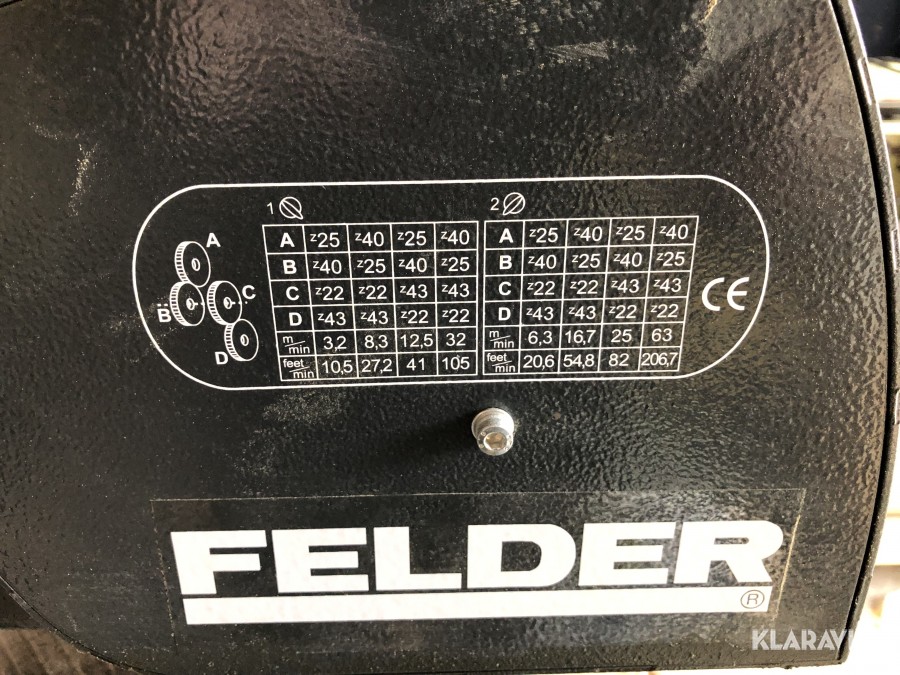 1 2
A z25 z40 z25 z40 A z25 z40 z25 z40
B z40 z25 z40 z25 B z40 z25 z40 z25
C z22 z22 z43 z43 C z22 z22 z43 z43
D z43 z43 z22 z22 D z43 z43 z22 z22
m/min 3,2 8,3 12,5 32 m/min 6,3 16,7 25 63
feet/min 10,5 27,2 41 105 feet/min 20,6 54,8 82 206,7
A
B
C
D
CE
FELDER
®
KLARAVI